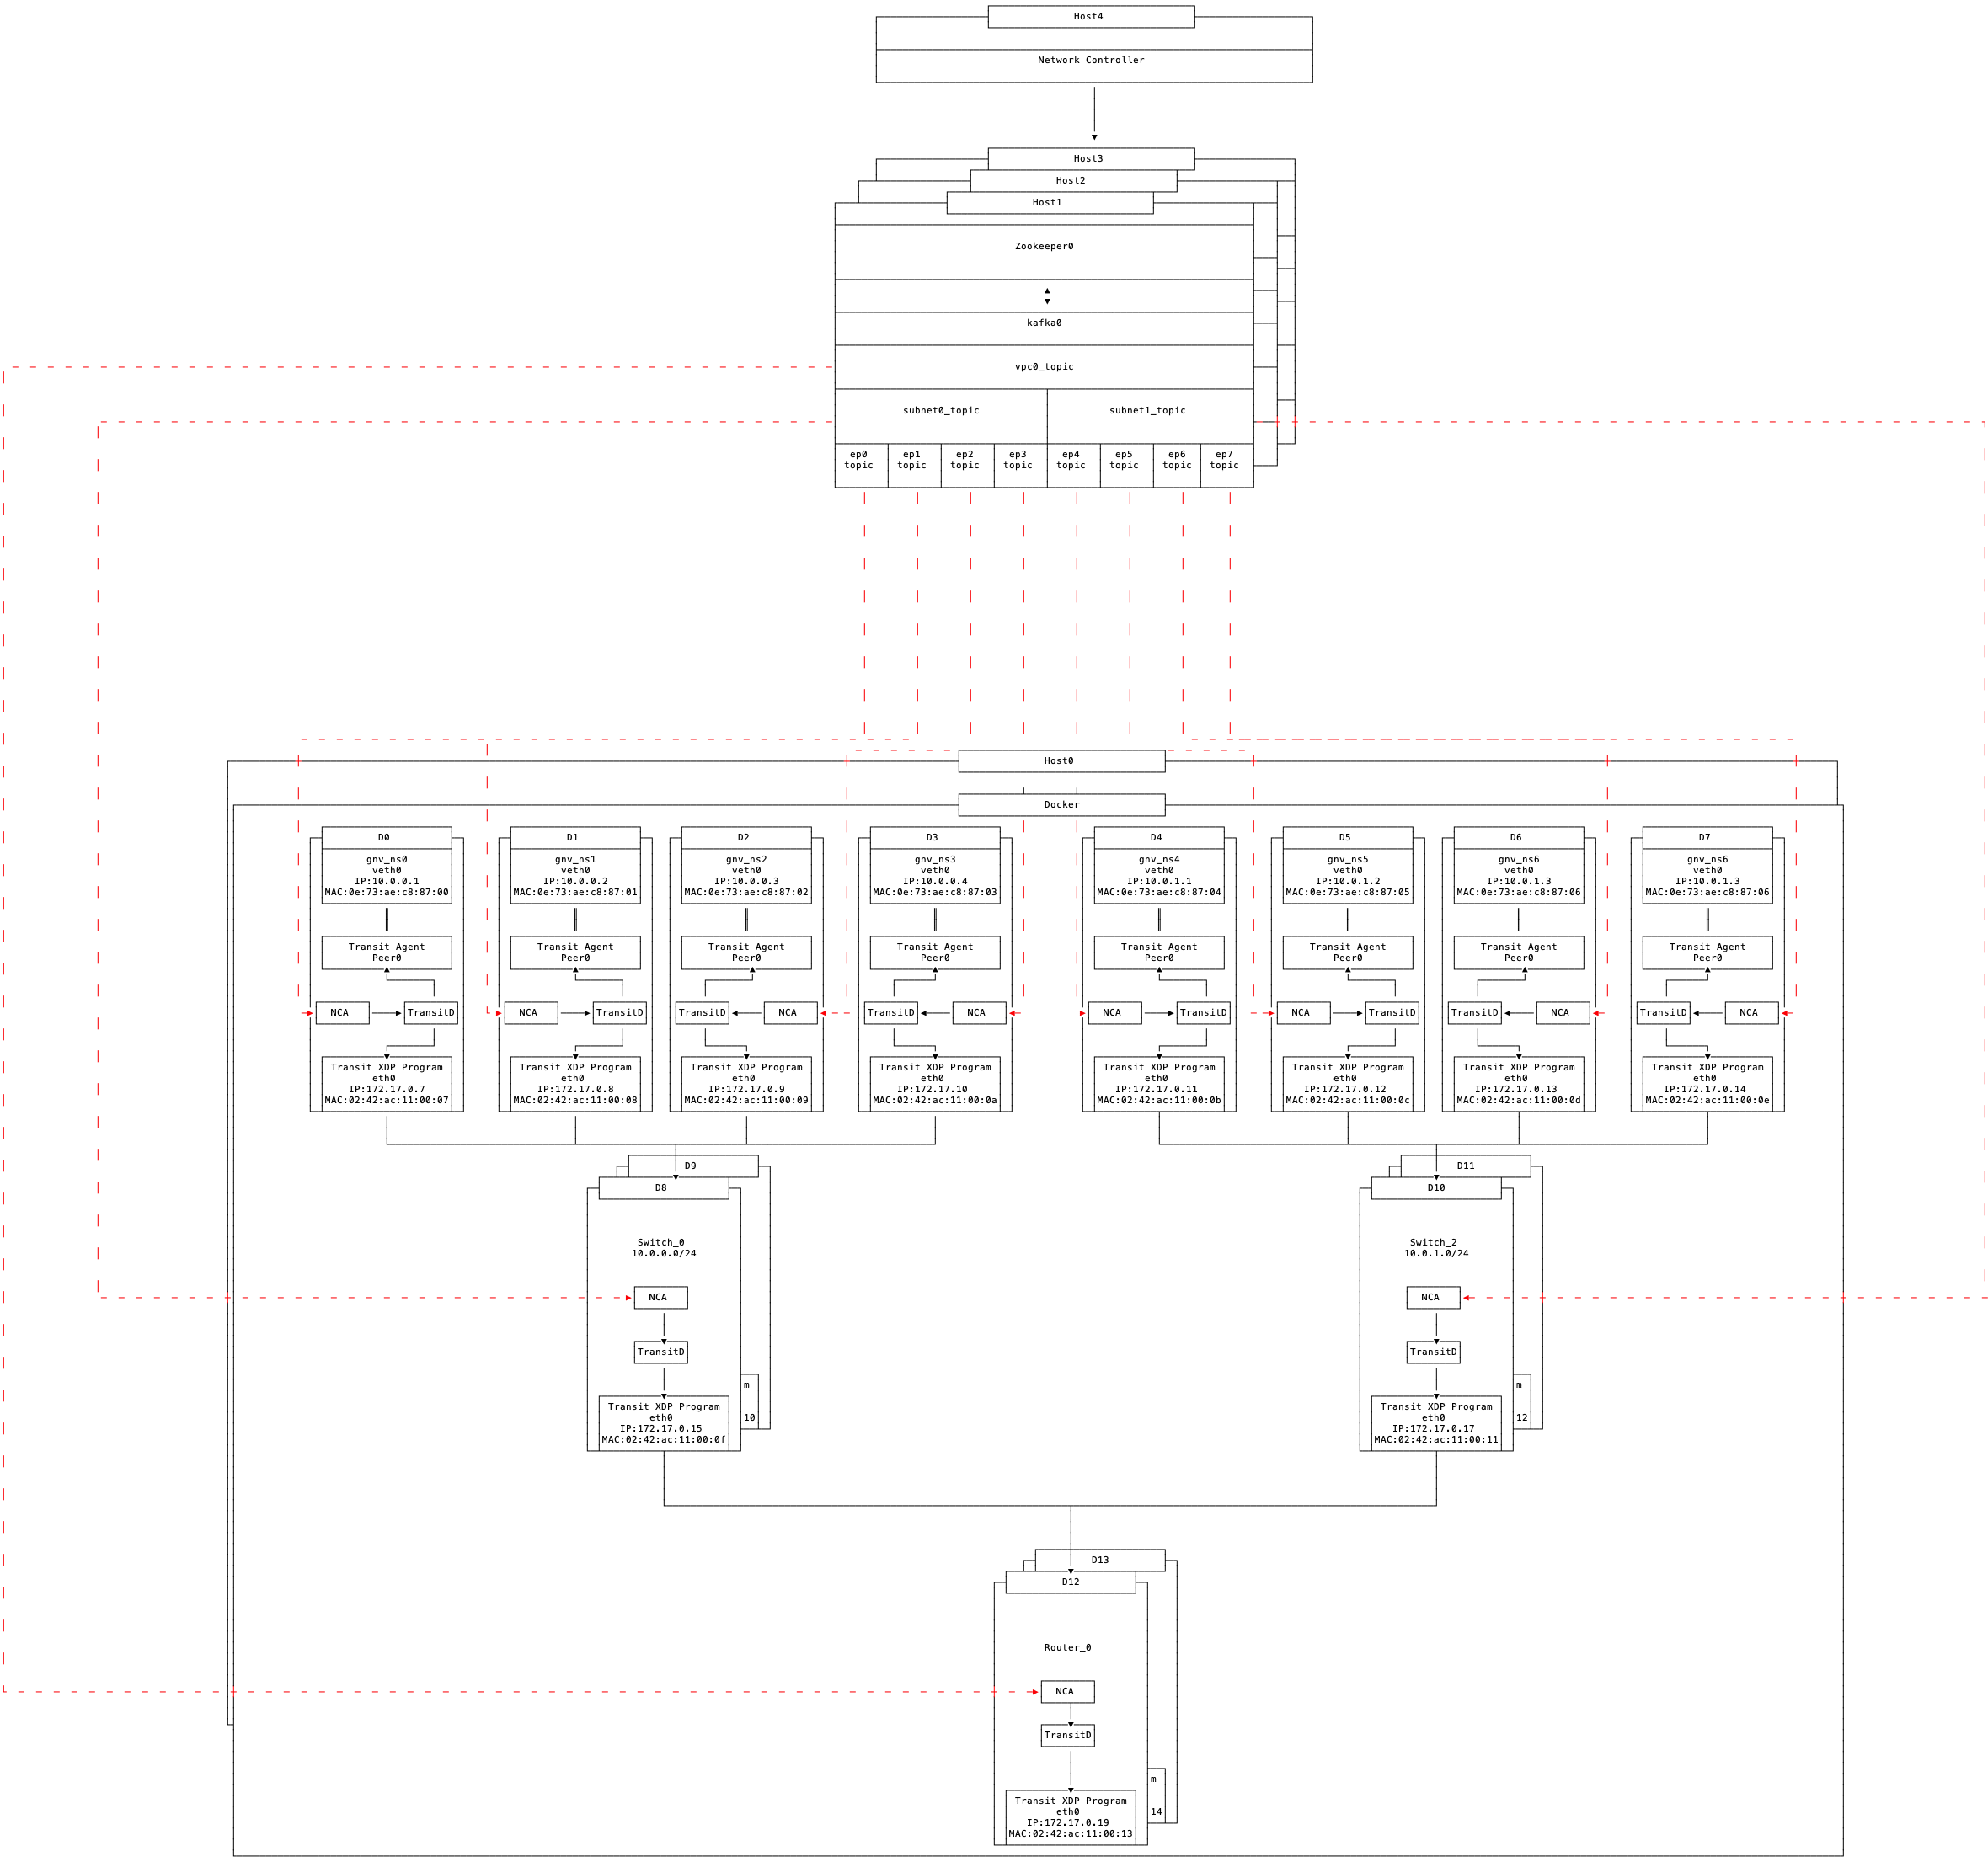 Host4
Network Controller
Host3
Host2
Host1
Zookeeper0
kafka0
vpc0_topic
subnet0_topic
subnet1_topic
ep0 topic
ep1 topic
ep2 topic
ep3 topic
ep4 topic
ep5 topic
ep6 topic
ep7 topic
Host0
Docker
D0
gnv_ns0
veth0
IP:10.0.0.1
MAC:0e:73:ae:c8:87:00
Transit Agent
Peer0
NCA
TransitD
Transit XDP Program
eth0
IP:172.17.0.7
MAC:02:42:ac:11:00:07
D1
gnv_ns1
veth0
IP:10.0.0.2
MAC:0e:73:ae:c8:87:01
Transit Agent
Peer0
NCA
TransitD
Transit XDP Program
eth0
IP:172.17.0.8
MAC:02:42:ac:11:00:08
D2
gnv_ns2
veth0
IP:10.0.0.3
MAC:0e:73:ae:c8:87:02
Transit Agent
Peer0
TransitD
NCA
Transit XDP Program
eth0
IP:172.17.0.9
MAC:02:42:ac:11:00:09
D3
gnv_ns3
veth0
IP:10.0.0.4
MAC:0e:73:ae:c8:87:03
Transit Agent
Peer0
TransitD
NCA
Transit XDP Program
eth0
IP:172.17.10
MAC:02:42:ac:11:00:0a
D4
gnv_ns4
veth0
IP:10.0.1.1
MAC:0e:73:ae:c8:87:04
Transit Agent
Peer0
NCA
TransitD
Transit XDP Program
eth0
IP:172.17.0.11
MAC:02:42:ac:11:00:0b
D5
gnv_ns5
veth0
IP:10.0.1.2
MAC:0e:73:ae:c8:87:05
Transit Agent
Peer0
NCA
TransitD
Transit XDP Program
eth0
IP:172.17.0.12
MAC:02:42:ac:11:00:0c
D6
gnv_ns6
veth0
IP:10.0.1.3
MAC:0e:73:ae:c8:87:06
Transit Agent
Peer0
TransitD
NCA
Transit XDP Program
eth0
IP:172.17.0.13
MAC:02:42:ac:11:00:0d
D7
gnv_ns6
veth0
IP:10.0.1.3
MAC:0e:73:ae:c8:87:06
Transit Agent
Peer0
TransitD
NCA
Transit XDP Program
eth0
IP:172.17.0.14
MAC:02:42:ac:11:00:0e
D9
D8
Switch_0
10.0.0.0/24
NCA
TransitD
m
10
Transit XDP Program
eth0
IP:172.17.0.15
MAC:02:42:ac:11:00:0f
D11
D10
Switch_2
10.0.1.0/24
NCA
TransitD
m
12
Transit XDP Program
eth0
IP:172.17.0.17
MAC:02:42:ac:11:00:11
D13
D12
Router_0
NCA
TransitD
m
14
Transit XDP Program
eth0
IP:172.17.0.19
MAC:02:42:ac:11:00:13